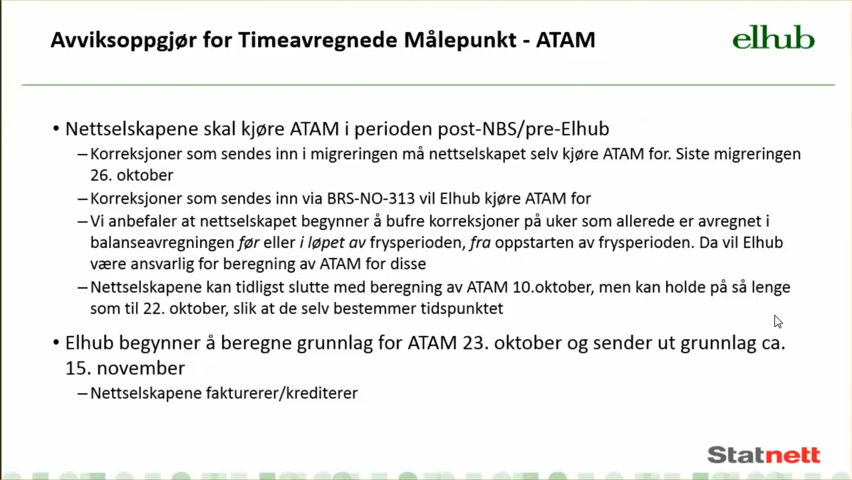 Avviksoppgjør for Timeavregnede Målepunkt - ATAM
elhub
• Nettselskapene skal kjøre ATAM i perioden post-NBS/pre-Elhub
–Korreksjoner som sendes inn i migreringen må nettselskapet selv kjøre ATAM for. Siste migreringen
26. oktober
–Korreksjoner som sendes inn via BRS-NO-313 vil Elhub kjøre ATAM for
–Vi anbefaler at nettselskapet begynner å bufre korreksjoner på uker som allerede er avregnet i
balanseavregningen før eller i løpet av frysperioden, fra oppstarten av frysperioden. Da vil Elhub
være ansvarlig for beregning av ATAM for disse
–Nettselskapene kan tidligst slutte med beregning av ATAM 10.oktober, men kan holde på så lenge
som til 22. oktober, slik at de selv bestemmer tidspunktet
• Elhub begynner å beregne grunnlag for ATAM 23. oktober og sender ut grunnlag ca.
15. november
–Nettselskapene fakturerer/krediterer
Statnett